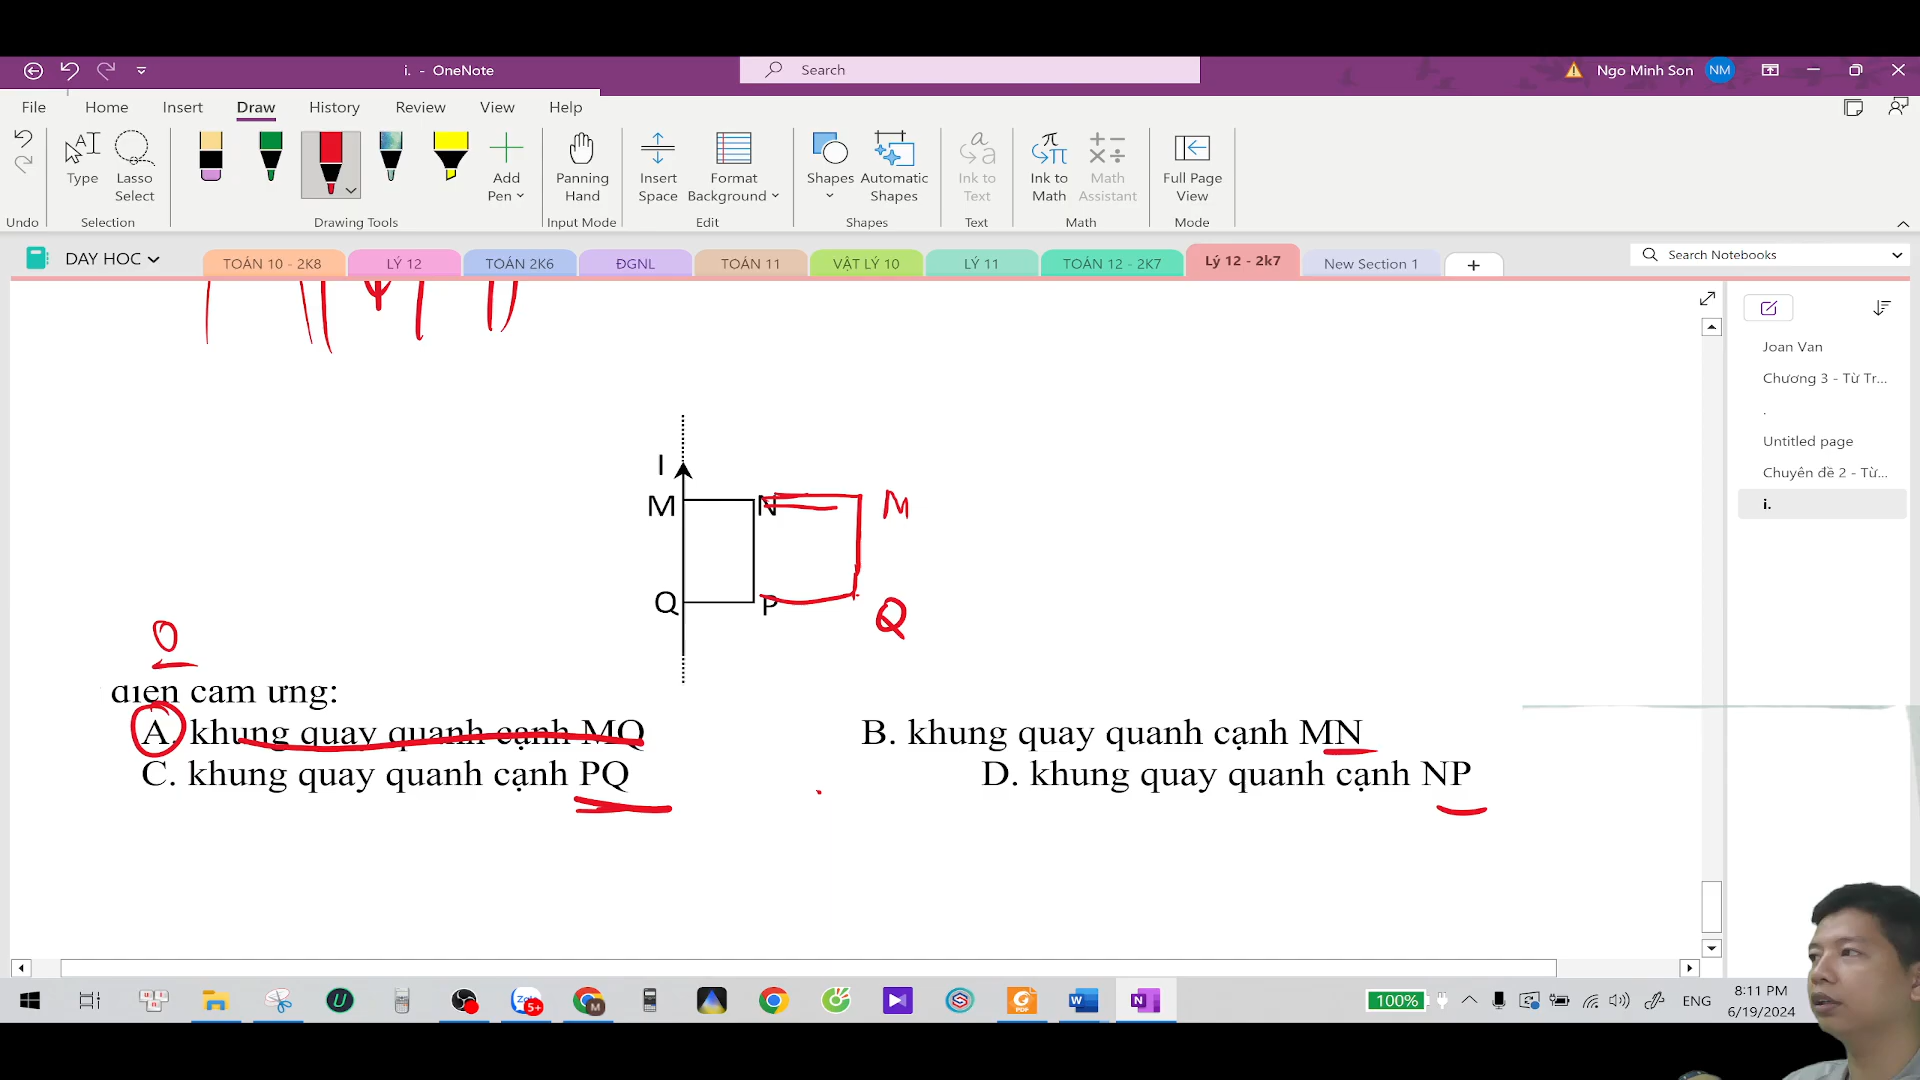 i. - OneNote
Search
Ngo Minh Son NM
File Home Insert Draw History Review View Help
Type
Lasso Select
Add Pen
Panning Hand
Insert Space
Format Background
Shapes
Automatic Shapes
Ink to Text
Ink to Math
Math Assistant
Full Page View
Undo Selection Drawing Tools Input Mode Edit Shapes Text Math Mode
DAY HOC
TOÁN 10 - 2K8 LÝ 12 TOÁN 2K6 ĐGNL TOÁN 11 VẬT LÝ 10 LÝ 11 TOÁN 12 - 2K7 Lý 12 - 2k7 New Section 1
Search Notebooks
Joan Van
Chương 3 - Từ Tr...
.
Untitled page
Chuyên đề 2 - Từ...
i.
I
M N M
Q P Q
0
điện cảm ứng:
A. khung quay quanh cạnh MQ B. khung quay quanh cạnh MN
C. khung quay quanh cạnh PQ D. khung quay quanh cạnh NP
5+
M
100%
ENG
8:11 PM
6/19/2024